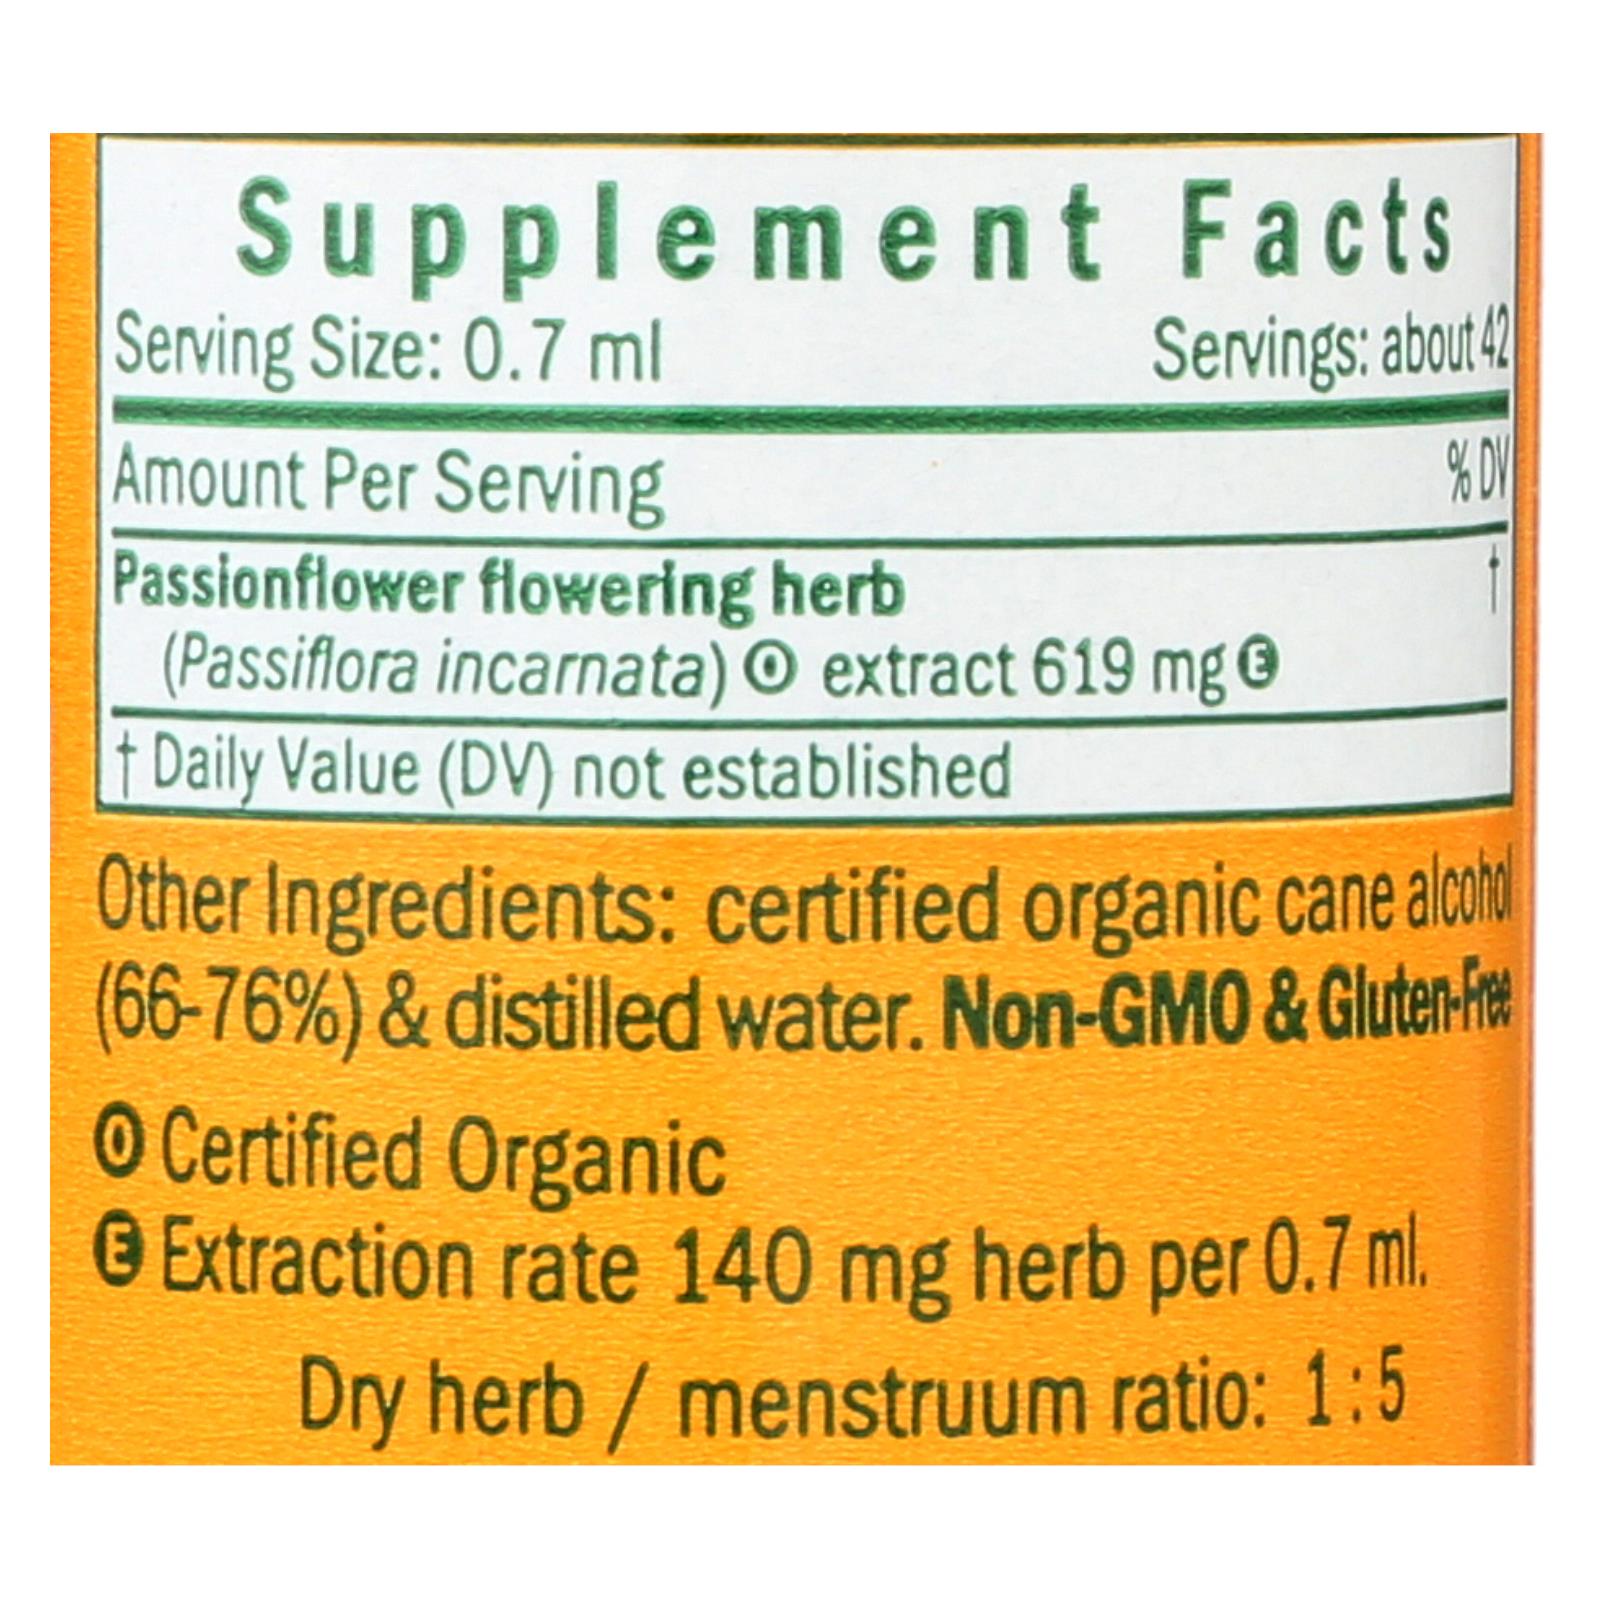 Supplement Facts
Serving Size: 0.7 ml Servings: about 42
Amount Per Serving % DV
Passionflower flowering herb †
(Passiflora incarnata) extract 619 mg Ⓔ
† Daily Value (DV) not established
Other Ingredients: certified organic cane alcohol
(66-76%) & distilled water. Non-GMO & Gluten-Free
Certified Organic
Ⓔ Extraction rate 140 mg herb per 0.7 ml.
Dry herb / menstruum ratio: 1 : 5